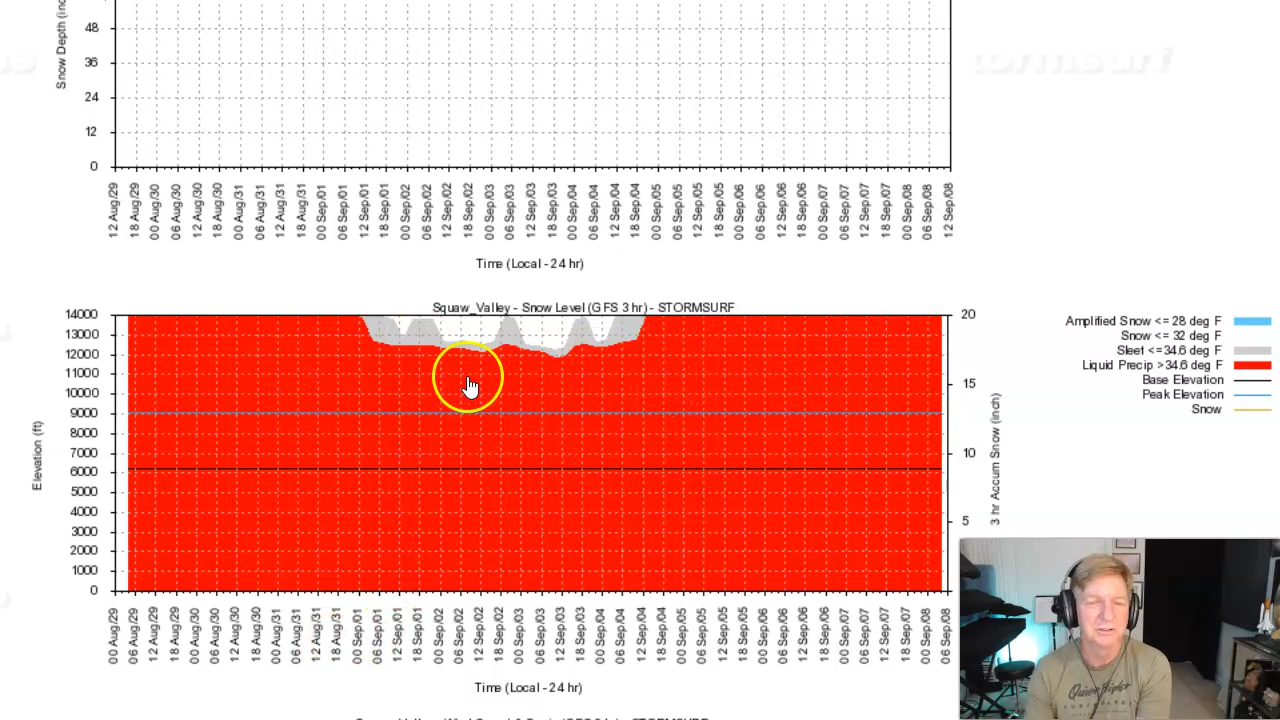 48
36
24
12
0
Snow Depth (inc
tormsurf
12 Aug/29
18 Aug/29
00 Aug/30
06 Aug/30
12 Aug/30
18 Aug/30
00 Aug/31
06 Aug/31
12 Aug/31
18 Aug/31
00 Sep/01
06 Sep/01
12 Sep/01
18 Sep/01
00 Sep/02
06 Sep/02
12 Sep/02
18 Sep/02
00 Sep/03
06 Sep/03
12 Sep/03
18 Sep/03
00 Sep/04
06 Sep/04
12 Sep/04
18 Sep/04
00 Sep/05
06 Sep/05
12 Sep/05
18 Sep/05
00 Sep/06
06 Sep/06
12 Sep/06
18 Sep/06
00 Sep/07
06 Sep/07
12 Sep/07
18 Sep/07
00 Sep/08
06 Sep/08
12 Sep/08
Time (Local - 24 hr)
Squaw_Valley - Snow Level (GFS 3 hr) - STORMSURF
14000
13000
12000
11000
10000
9000
8000
7000
6000
5000
4000
3000
2000
1000
0
Elevation (ft)
20
15
10
5
3 hr Accum Snow (inch)
Amplified Snow <= 28 deg F
Snow <= 32 deg F
Sleet <=34.6 deg F
Liquid Precip >34.6 deg F
Base Elevation
Peak Elevation
Snow
00 Aug/29
06 Aug/29
12 Aug/29
18 Aug/29
00 Aug/30
06 Aug/30
12 Aug/30
18 Aug/30
00 Aug/31
06 Aug/31
12 Aug/31
18 Aug/31
00 Sep/01
06 Sep/01
12 Sep/01
18 Sep/01
00 Sep/02
06 Sep/02
12 Sep/02
18 Sep/02
00 Sep/03
06 Sep/03
12 Sep/03
18 Sep/03
00 Sep/04
06 Sep/04
12 Sep/04
18 Sep/04
00 Sep/05
06 Sep/05
12 Sep/05
18 Sep/05
00 Sep/06
06 Sep/06
12 Sep/06
18 Sep/06
00 Sep/07
06 Sep/07
12 Sep/07
18 Sep/07
00 Sep/08
06 Sep/08
Time (Local - 24 hr)
Quiet Flight